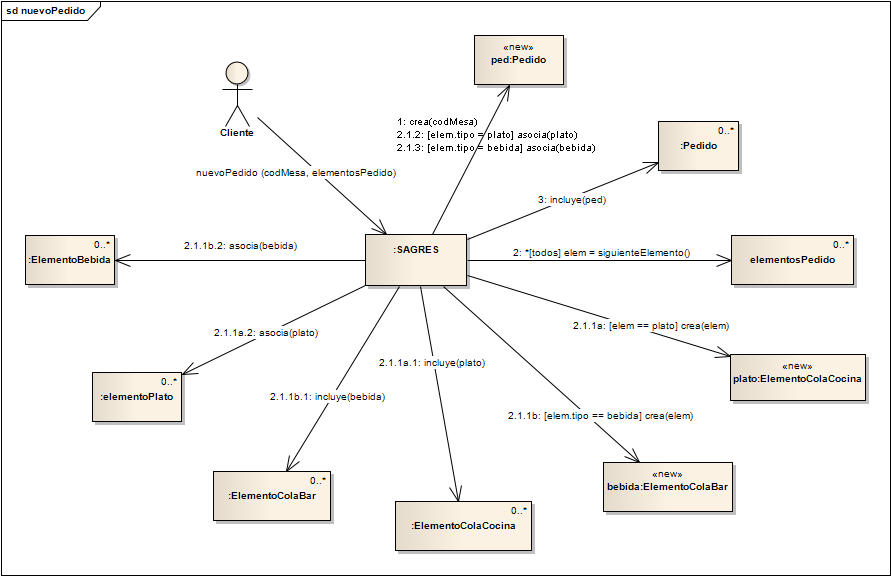 sd nuevoPedido
«new»
ped:Pedido
Cliente
1: crea(codMesa)
2.1.2: [elem.tipo = plato] asocia(plato)
2.1.3: [elem.tipo = bebida] asocia(bebida)
0..*
:Pedido
nuevoPedido (codMesa, elementosPedido)
3: incluye(ped)
0..*
:ElementoBebida
2.1.1b.2: asocia(bebida)
:SAGRES
2: *[todos] elem = siguienteElemento()
0..*
elementosPedido
2.1.1a.2: asocia(plato)
2.1.1a: [elem == plato] crea(elem)
2.1.1a.1: incluye(plato)
«new»
plato:ElementoColaCocina
0..*
:elementoPlato
2.1.1b.1: incluye(bebida)
2.1.1b: [elem.tipo == bebida] crea(elem)
0..*
:ElementoColaBar
«new»
bebida:ElementoColaBar
0..*
:ElementoColaCocina